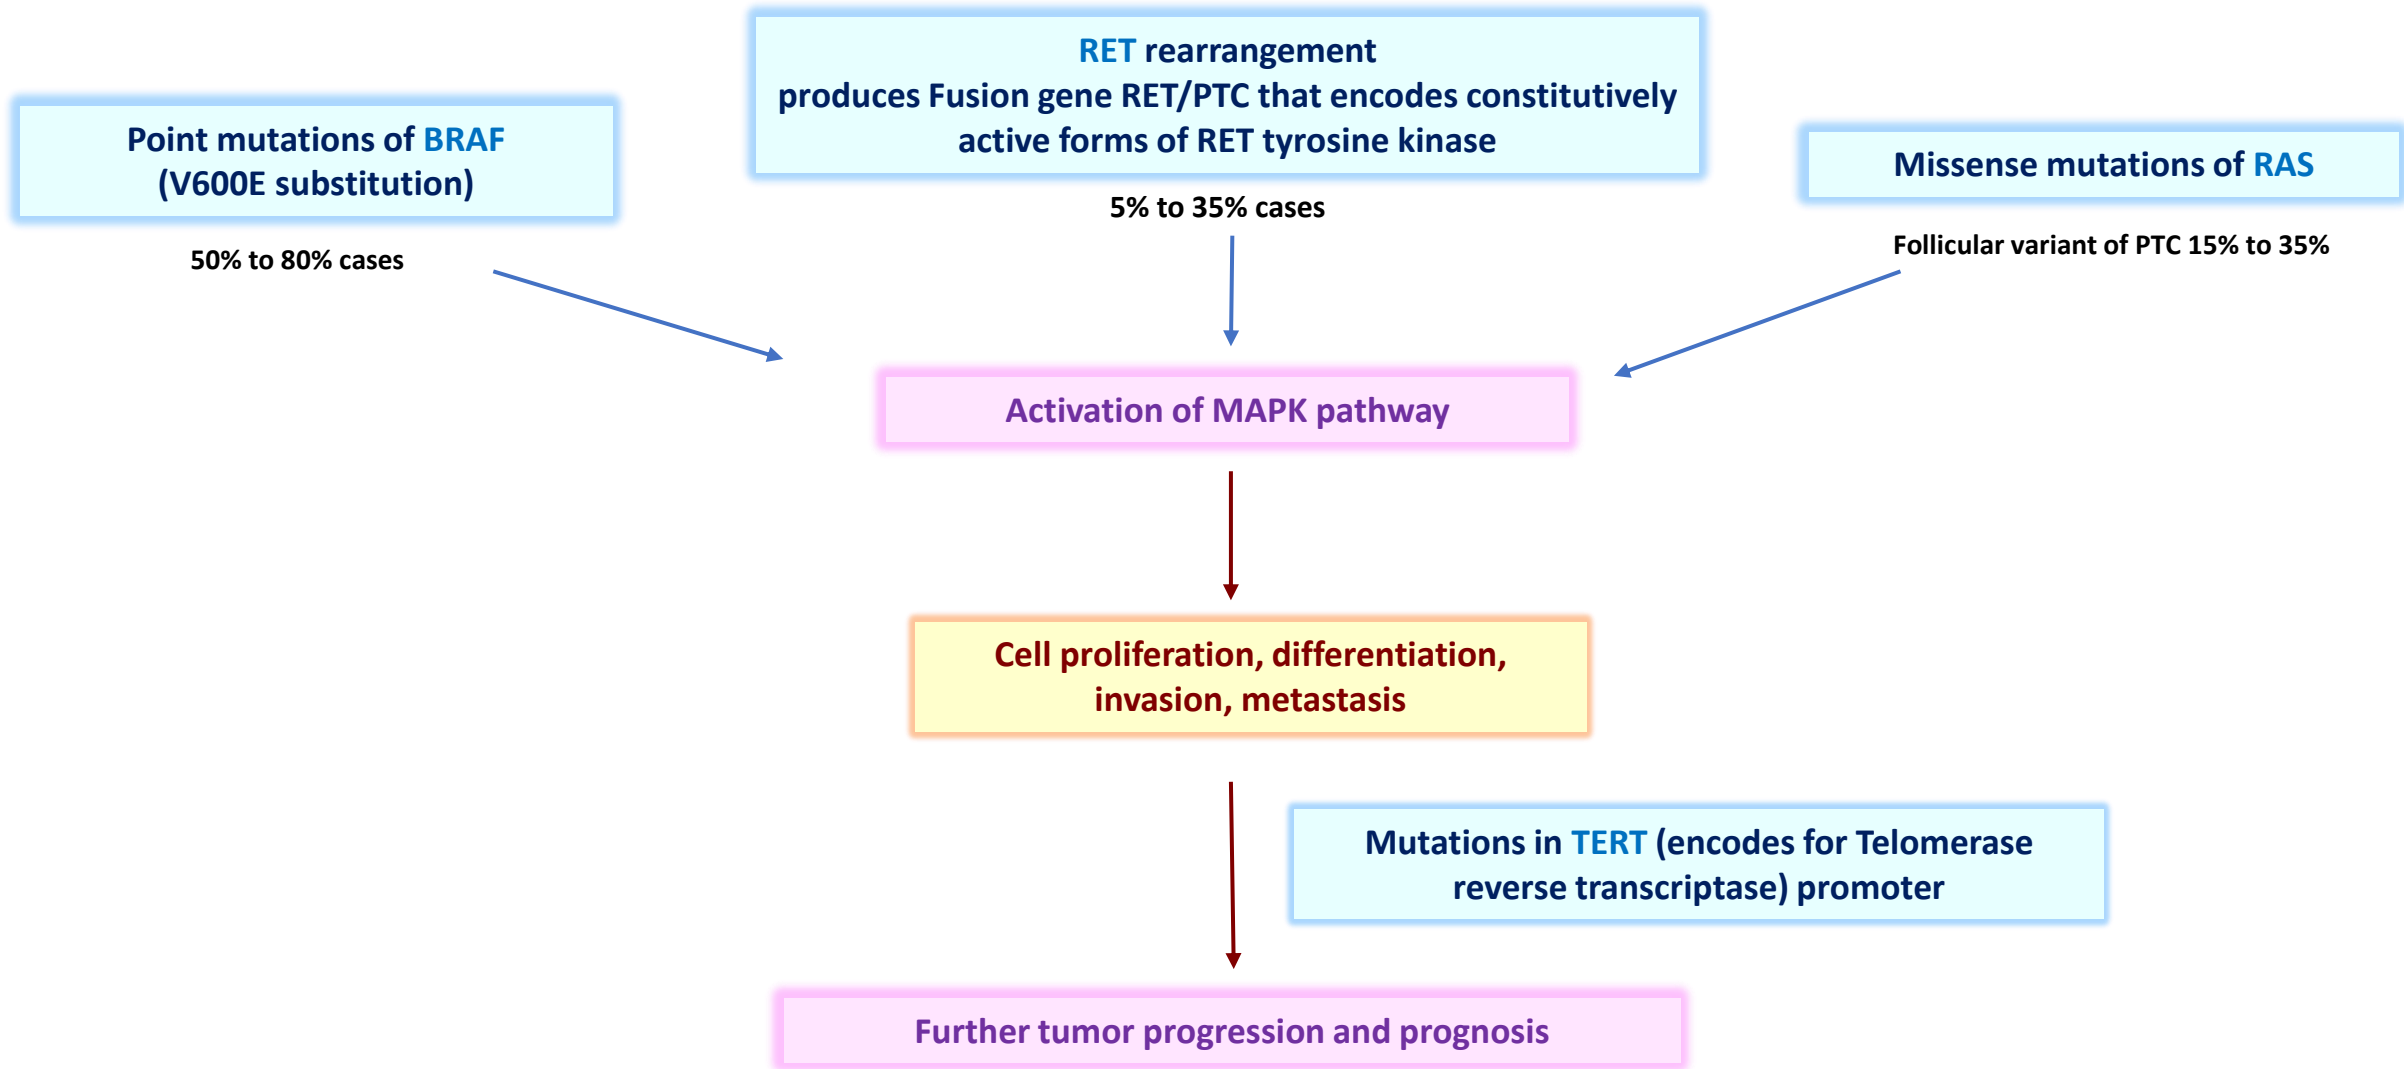 RET rearrangement
produces Fusion gene RET/PTC that encodes constitutively
active forms of RET tyrosine kinase
5% to 35% cases
Point mutations of BRAF
(V600E substitution)
50% to 80% cases
Missense mutations of RAS
Follicular variant of PTC 15% to 35%
Activation of MAPK pathway
Cell proliferation, differentiation,
invasion, metastasis
Mutations in TERT (encodes for Telomerase
reverse transcriptase) promoter
Further tumor progression and prognosis